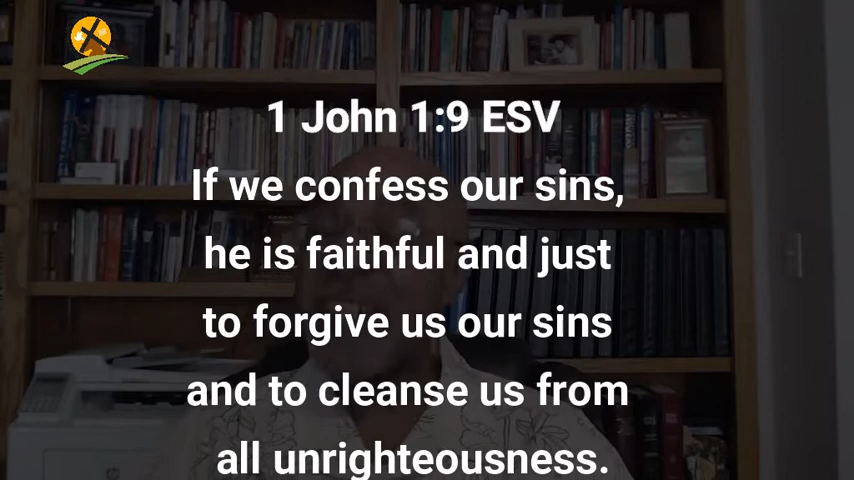 1 John 1:9 ESV
If we confess our sins,
he is faithful and just
to forgive us our sins
and to cleanse us from
all unrighteousness.